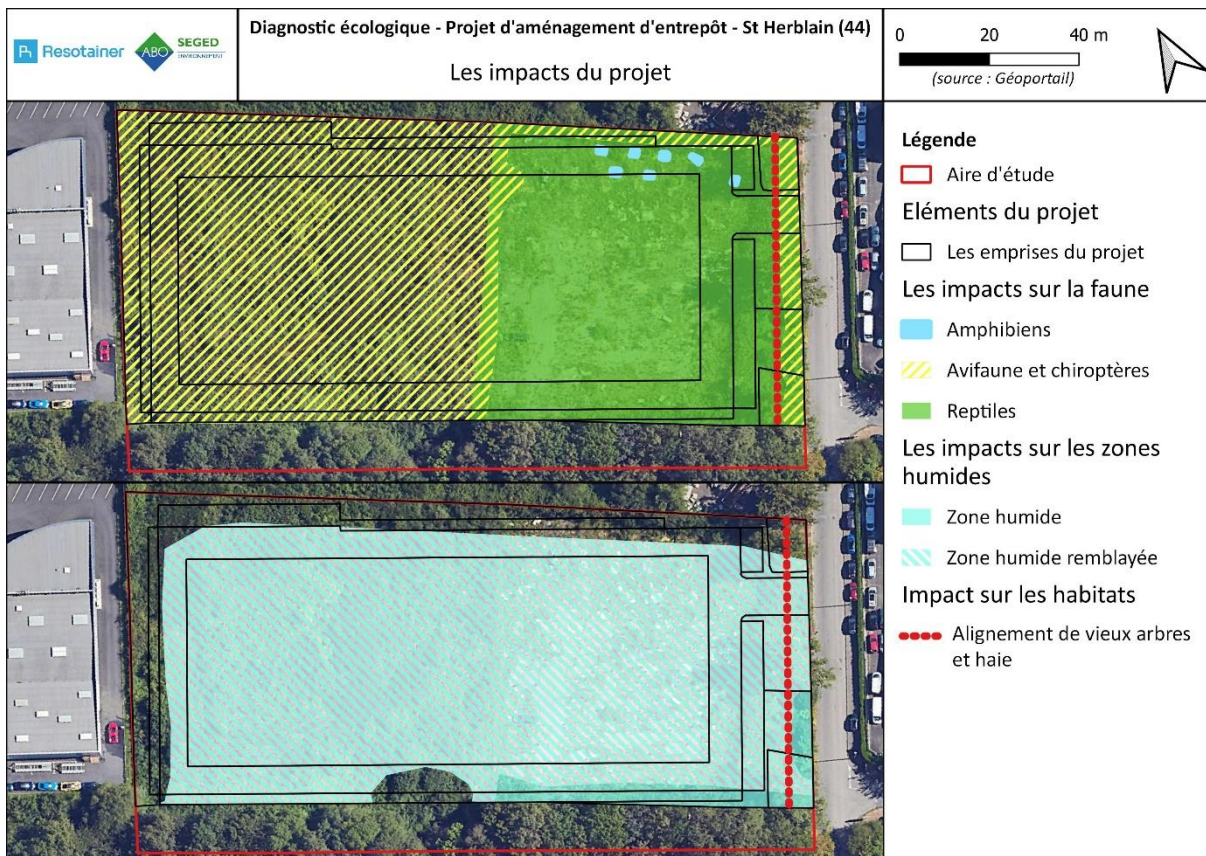 Resotainer
ABO
SEGED
ENVIRONNEMENT
Diagnostic écologique - Projet d'aménagement d'entrepôt - St Herblain (44)
Les impacts du projet
0 20 40 m
(source : Géoportail)
Légende
Aire d'étude
Eléments du projet
Les emprises du projet
Les impacts sur la faune
Amphibiens
Avifaune et chiroptères
Reptiles
Les impacts sur les zones
humides
Zone humide
Zone humide remblayée
Impact sur les habitats
Alignement de vieux arbres
et haie